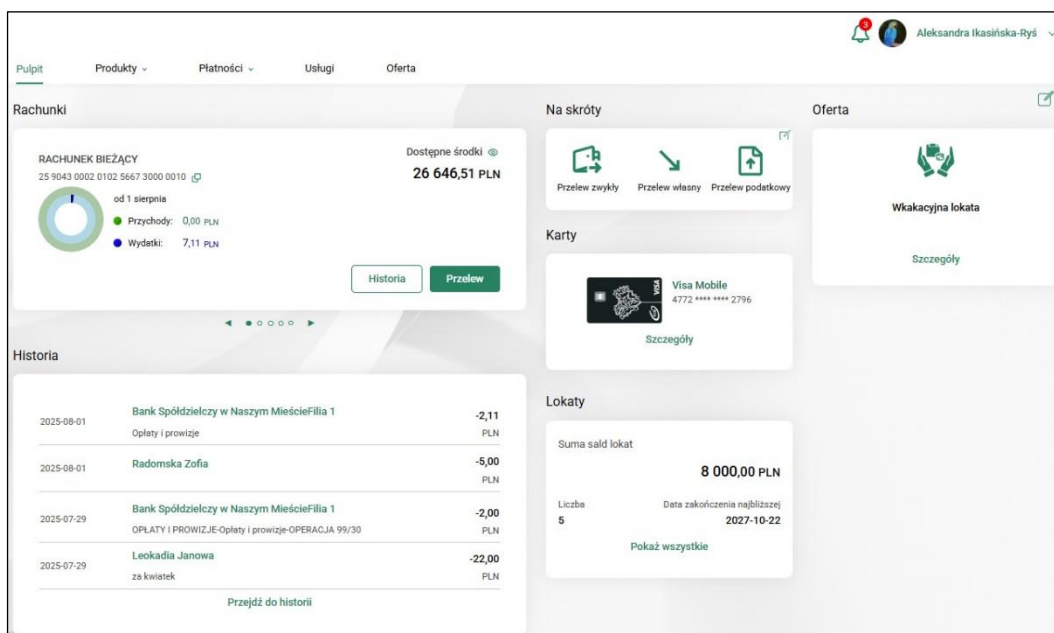 3
Aleksandra Ikasińska-Ryś
Pulpit Produkty Płatności Usługi Oferta
Rachunki
RACHUNEK BIEŻĄCY
25 9043 0002 0102 5667 3000 0010
Dostępne środki
26 646,51 PLN
od 1 sierpnia
Przychody: 0,00 PLN
Wydatki: 7,11 PLN
Historia Przelew
Historia
2025-08-01
Bank Spółdzielczy w Naszym MieścieFilia 1
Opłaty i prowizje
-2,11
PLN
2025-08-01
Radomska Zofia
-5,00
PLN
2025-07-29
Bank Spółdzielczy w Naszym MieścieFilia 1
OPŁATY I PROWIZJE-Opłaty i prowizje-OPERACJA 99/30
-2,00
PLN
2025-07-29
Leokadia Janowa
za kwiatek
-22,00
PLN
Przejdź do historii
Na skróty
Przelew zwykły Przelew własny Przelew podatkowy
Karty
VISA
Visa Mobile
4772 **** **** 2796
Szczegóły
Lokaty
Suma sald lokat
8 000,00 PLN
Liczba
5
Data zakończenia najbliższej
2027-10-22
Pokaż wszystkie
Oferta
Wkakacyjna lokata
Szczegóły